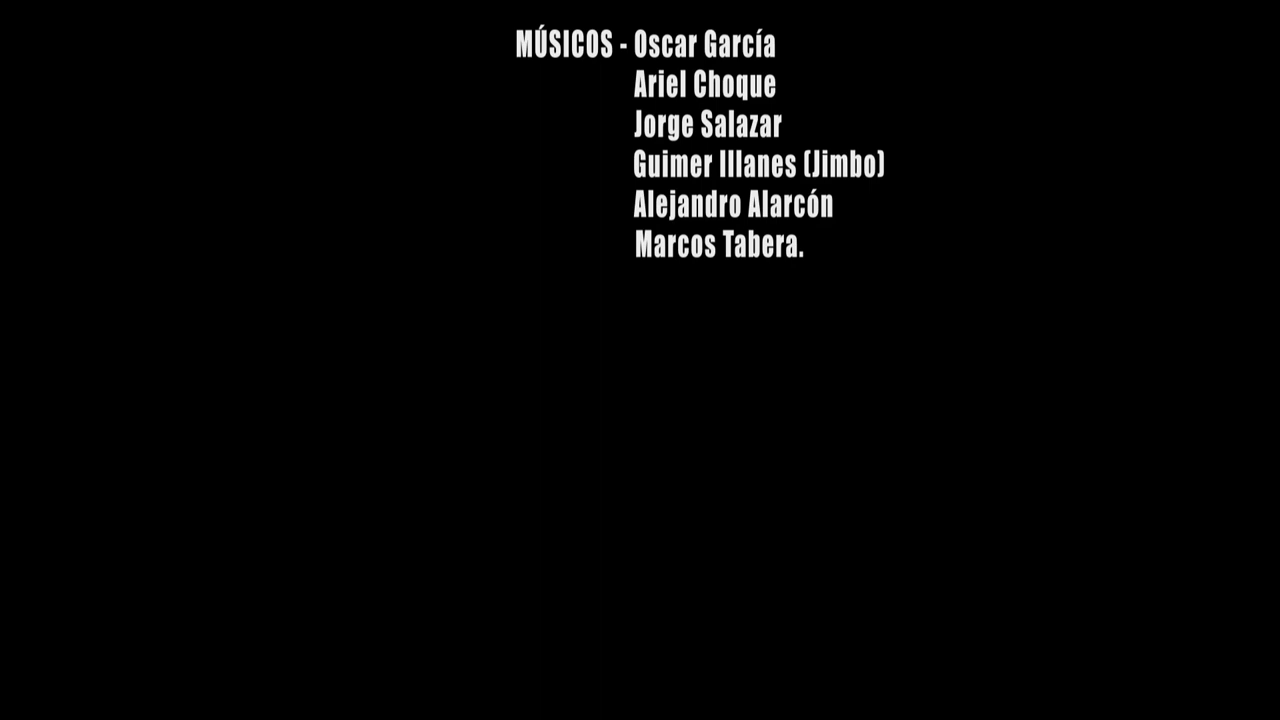 MÚSICOS - Oscar García
Ariel Choque
Jorge Salazar
Guimer Illanes (Jimbo)
Alejandro Alarcón
Marcos Tabera.